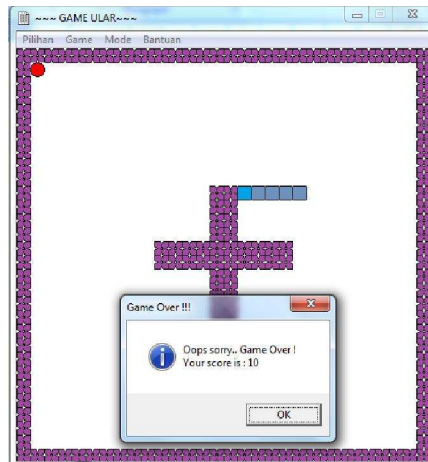 ~~~ GAME ULAR~~~
Pilihan Game Mode Bantuan
Game Over !!!
Oops sorry.. Game Over !
Your score is : 10
OK